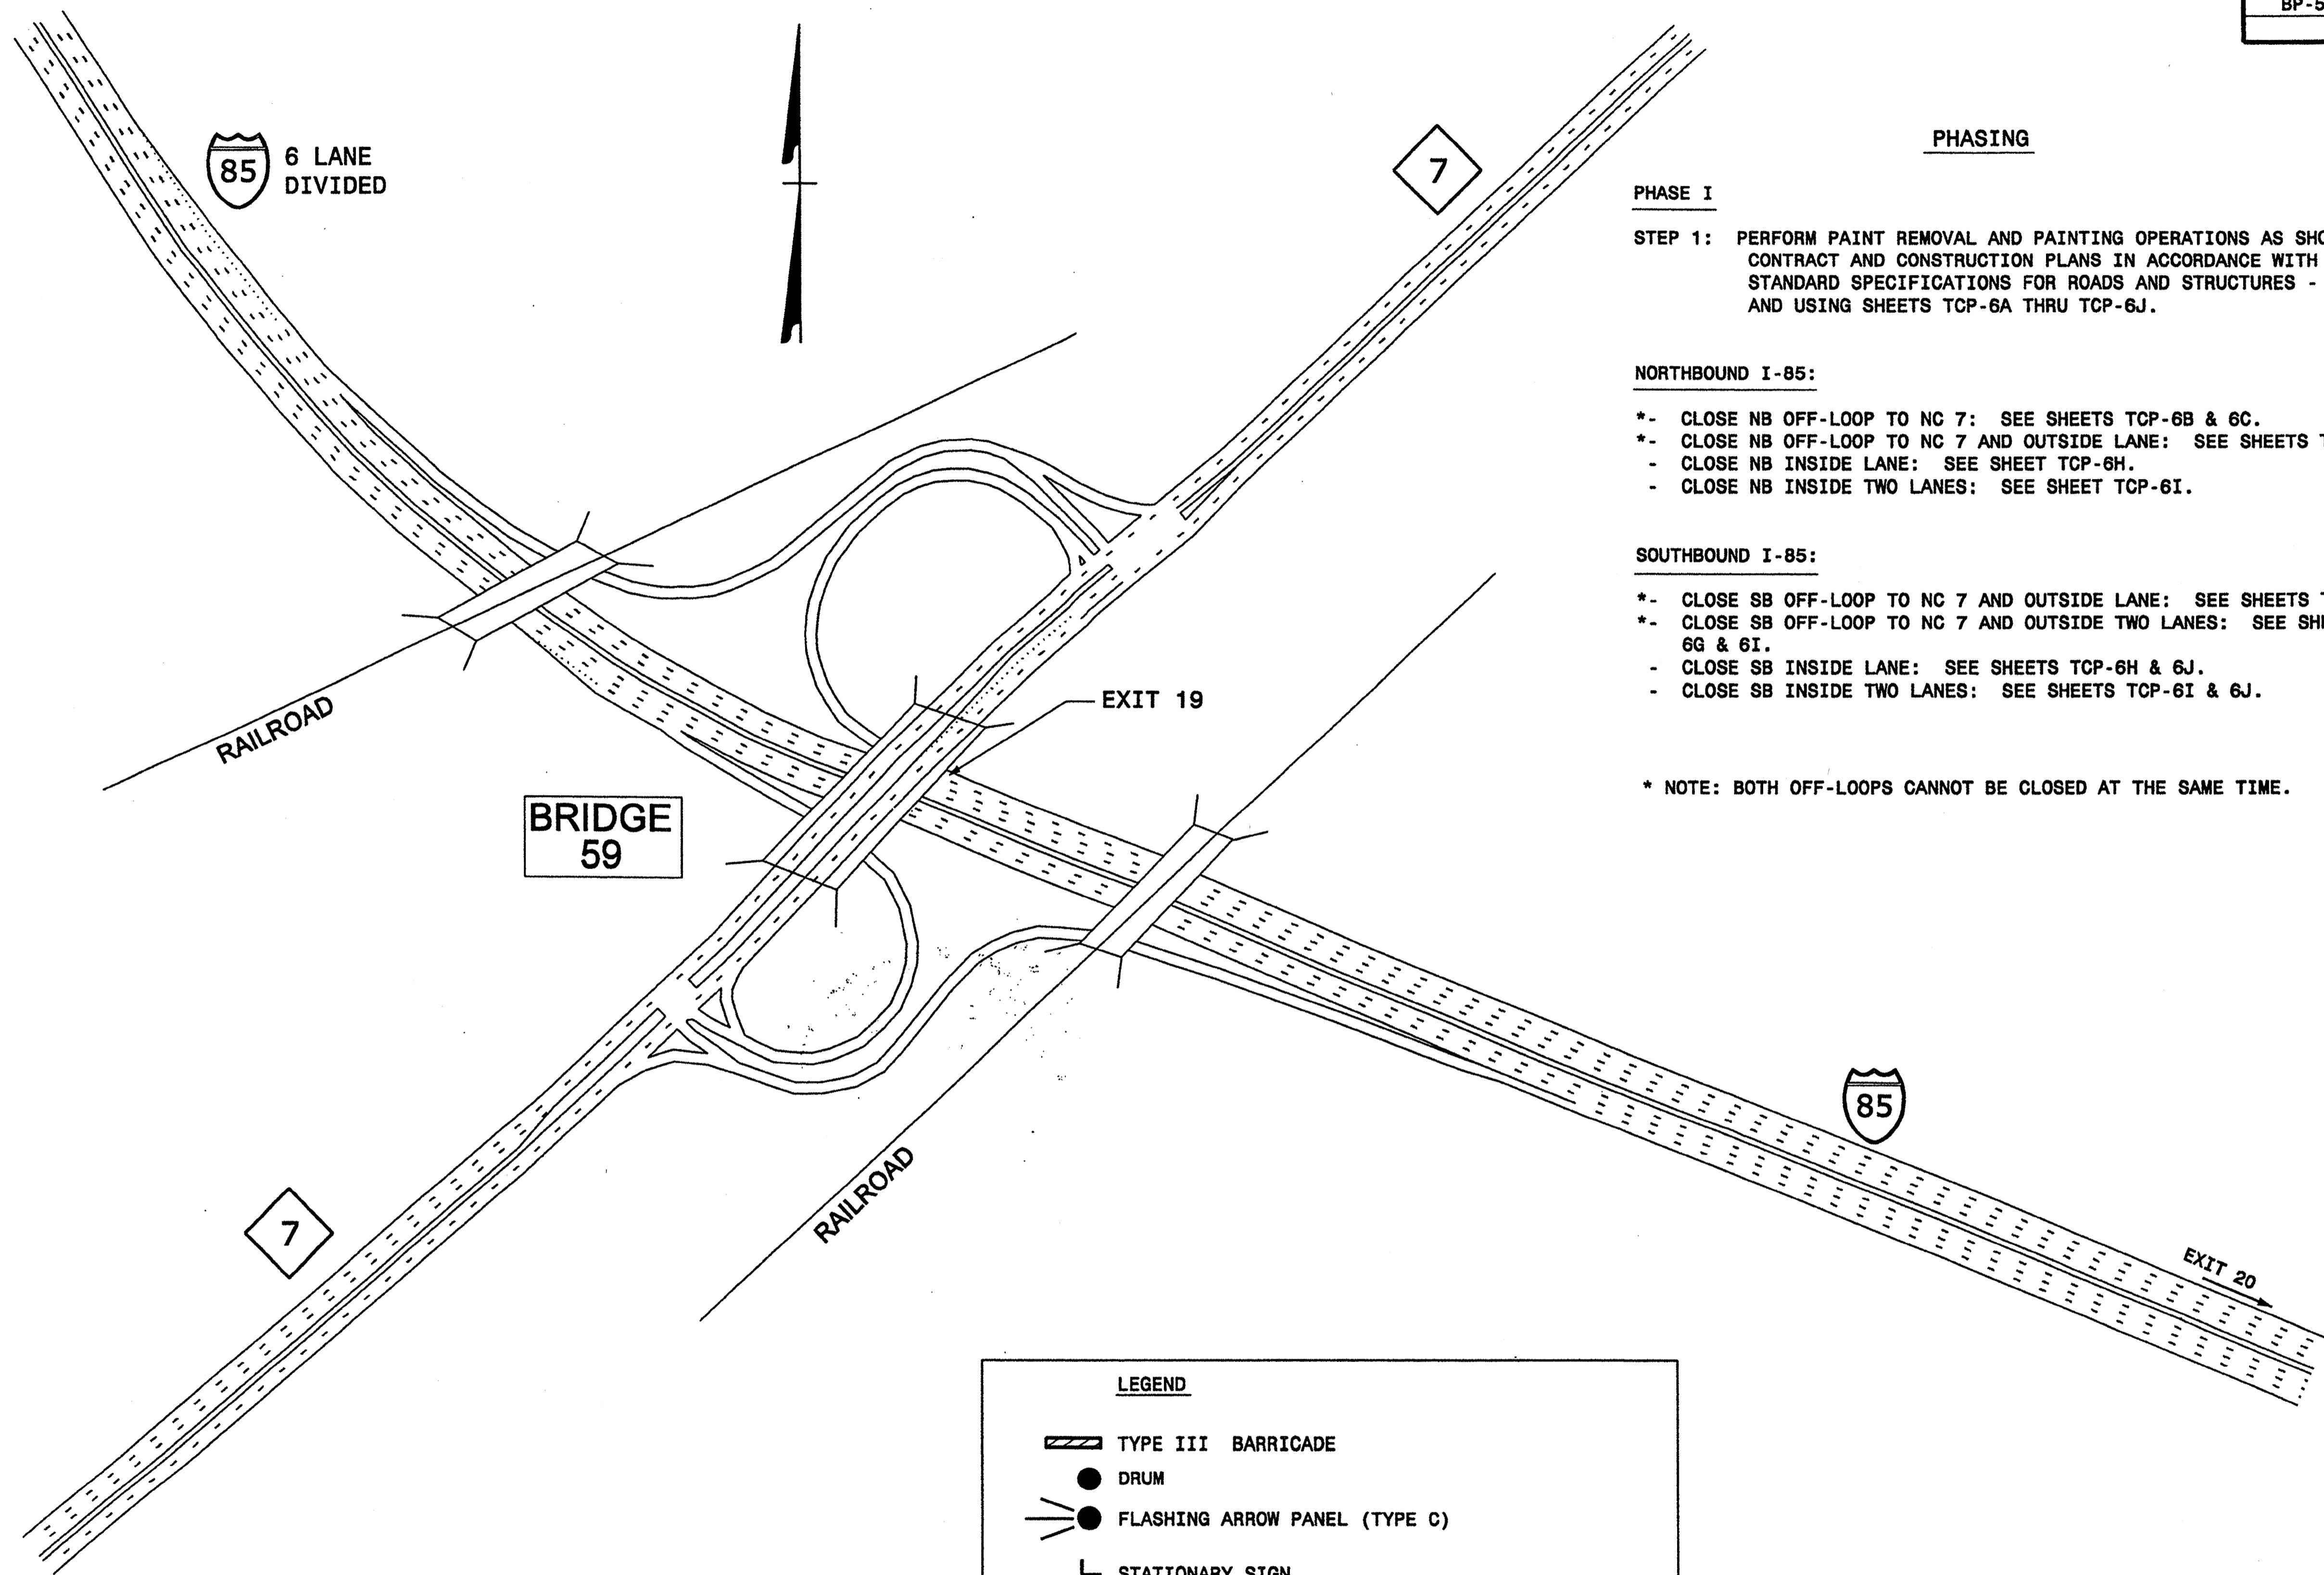 BP-5
85
6 LANE
DIVIDED
7
PHASING
PHASE I
STEP 1: PERFORM PAINT REMOVAL AND PAINTING OPERATIONS AS SHO
CONTRACT AND CONSTRUCTION PLANS IN ACCORDANCE WITH
STANDARD SPECIFICATIONS FOR ROADS AND STRUCTURES -
AND USING SHEETS TCP-6A THRU TCP-6J.
NORTHBOUND I-85:
*- CLOSE NB OFF-LOOP TO NC 7: SEE SHEETS TCP-6B & 6C.
*- CLOSE NB OFF-LOOP TO NC 7 AND OUTSIDE LANE: SEE SHEETS T
- CLOSE NB INSIDE LANE: SEE SHEET TCP-6H.
- CLOSE NB INSIDE TWO LANES: SEE SHEET TCP-6I.
SOUTHBOUND I-85:
*- CLOSE SB OFF-LOOP TO NC 7 AND OUTSIDE LANE: SEE SHEETS T
*- CLOSE SB OFF-LOOP TO NC 7 AND OUTSIDE TWO LANES: SEE SHE
6G & 6I.
- CLOSE SB INSIDE LANE: SEE SHEETS TCP-6H & 6J.
- CLOSE SB INSIDE TWO LANES: SEE SHEETS TCP-6I & 6J.
* NOTE: BOTH OFF-LOOPS CANNOT BE CLOSED AT THE SAME TIME.
RAILROAD
EXIT 19
BRIDGE
59
85
RAILROAD
7
EXIT 20
LEGEND
TYPE III BARRICADE
DRUM
FLASHING ARROW PANEL (TYPE C)
STATIONARY SIGN